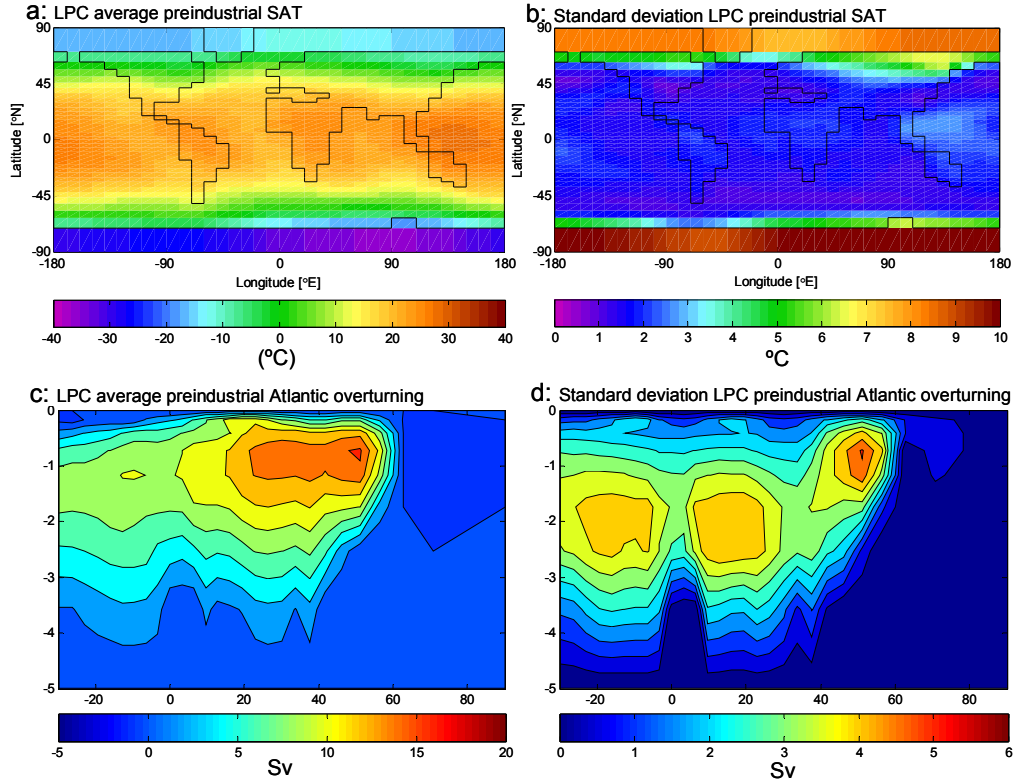 a: LPC average preindustrial SAT
b: Standard deviation LPC preindustrial SAT
90
45
0
-45
-90
Latitude [oN]
-180 -90 0 90 180
Longitude [oE]
90
45
0
-45
-90
Latitude [oN]
-180 -90 0 90 180
Longitude [oE]
-40 -30 -20 -10 0 10 20 30 40
(ºC)
0 1 2 3 4 5 6 7 8 9 10
ºC
c: LPC average preindustrial Atlantic overturning
d: Standard deviation LPC preindustrial Atlantic overturning
0
-1
-2
-3
-4
-5
-20 0 20 40 60 80
0
-1
-2
-3
-4
-5
-20 0 20 40 60 80
-5 0 5 10 15 20
Sv
0 1 2 3 4 5 6
Sv